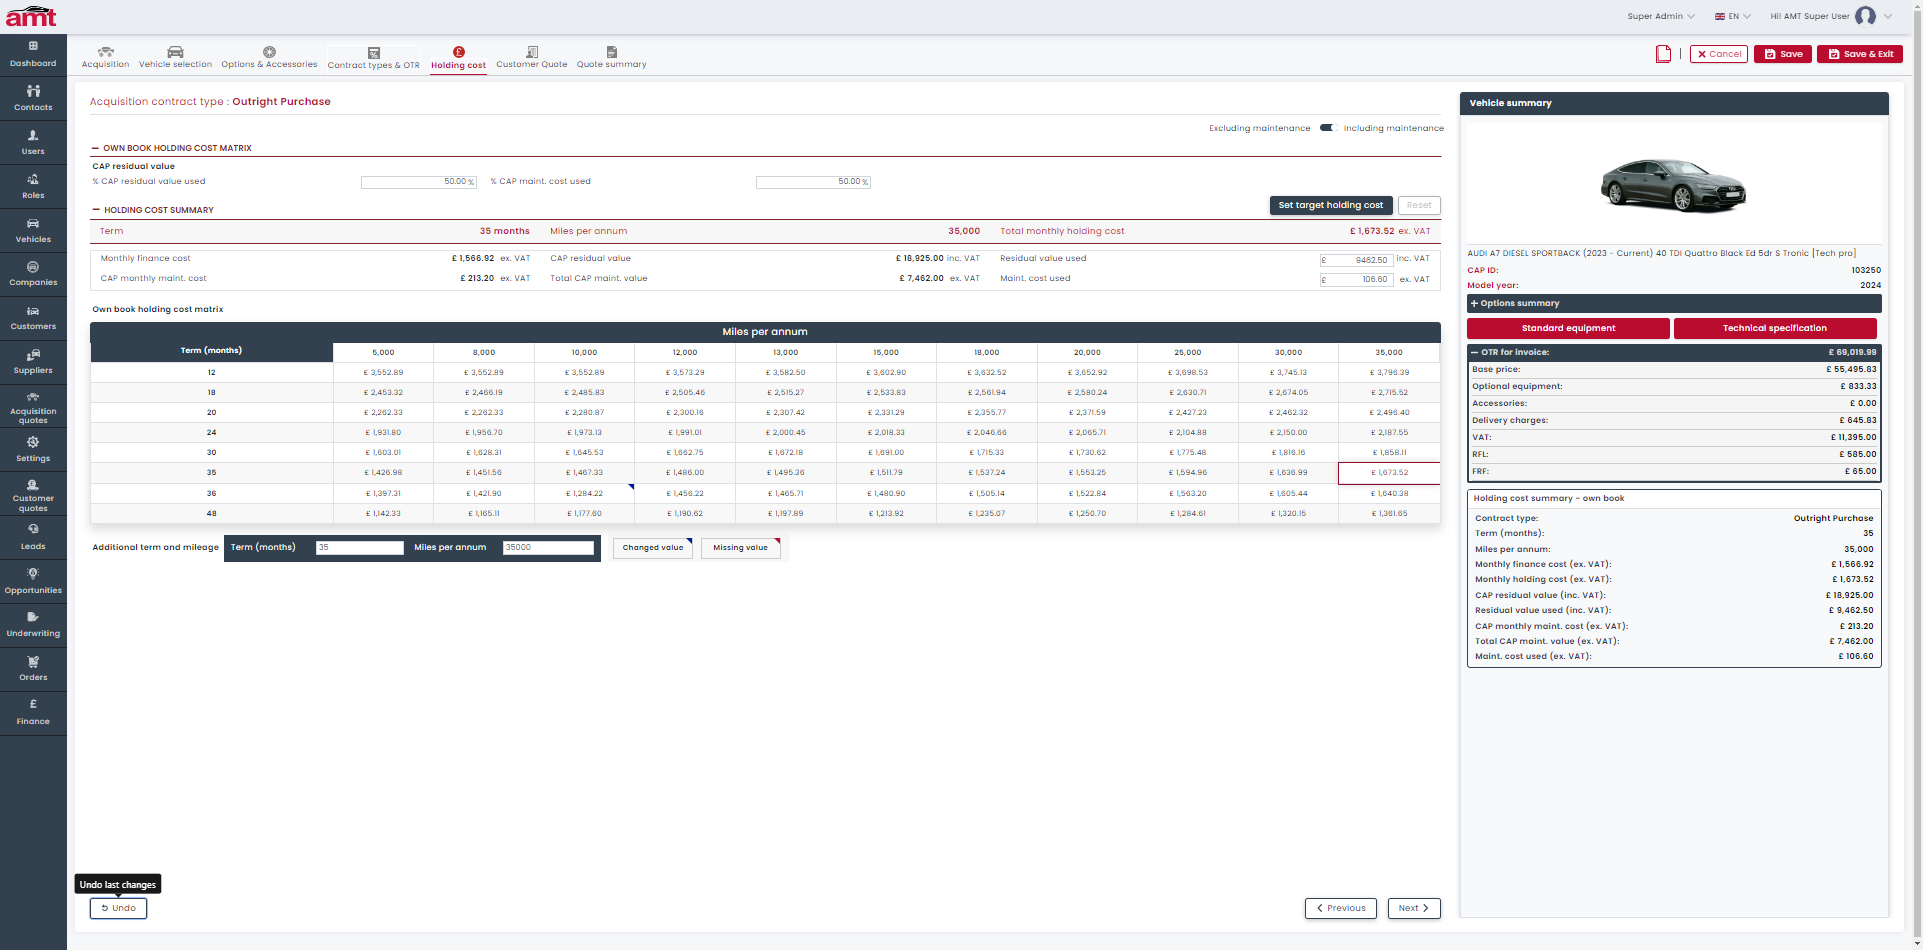 amt
Super Admin EN Hi! AMT Super User
Dashboard
Contacts
Users
Roles
Vehicles
Companies
Customers
Suppliers
Acquisition
quotes
Settings
Customer
quotes
Leads
Opportunities
Underwriting
Orders
Finance
Acquisition Vehicle selection Options & Accessories Contract types & OTR Holding cost Customer Quote Quote summary
Cancel Save Save & Exit
Acquisition contract type : Outright Purchase
Excluding maintenance Including maintenance
OWN BOOK HOLDING COST MATRIX
CAP residual value
% CAP residual value used 50.00 % % CAP maint. cost used 50.00 %
HOLDING COST SUMMARY Set target holding cost Reset
Term 35 months Miles per annum 35,000 Total monthly holding cost £ 1,673.52 ex. VAT
Monthly finance cost £ 1,566.92 ex. VAT CAP residual value £ 18,925.00 inc. VAT Residual value used £ 9462.50 inc. VAT
CAP monthly maint. cost £ 213.20 ex. VAT Total CAP maint. value £ 7,462.00 ex. VAT Maint. cost used £ 106.60 ex. VAT
Own book holding cost matrix
Miles per annum
Term (months) 5,000 8,000 10,000 12,000 13,000 15,000 18,000 20,000 25,000 30,000 35,000
12 £ 3,552.89 £ 3,552.89 £ 3,552.89 £ 3,573.29 £ 3,582.50 £ 3,602.90 £ 3,632.52 £ 3,652.92 £ 3,698.53 £ 3,745.13 £ 3,796.39
18 £ 2,453.32 £ 2,466.19 £ 2,485.83 £ 2,505.46 £ 2,515.27 £ 2,533.83 £ 2,561.94 £ 2,580.24 £ 2,630.71 £ 2,674.05 £ 2,715.52
20 £ 2,262.33 £ 2,262.33 £ 2,280.87 £ 2,300.16 £ 2,307.42 £ 2,331.29 £ 2,355.77 £ 2,371.59 £ 2,427.23 £ 2,462.32 £ 2,496.40
24 £ 1,931.80 £ 1,956.70 £ 1,973.13 £ 1,991.01 £ 2,000.45 £ 2,018.33 £ 2,046.66 £ 2,065.71 £ 2,104.88 £ 2,150.00 £ 2,187.55
30 £ 1,603.01 £ 1,628.31 £ 1,645.53 £ 1,662.75 £ 1,672.18 £ 1,691.00 £ 1,715.33 £ 1,730.62 £ 1,775.48 £ 1,816.16 £ 1,858.11
35 £ 1,426.98 £ 1,451.56 £ 1,467.33 £ 1,486.00 £ 1,495.36 £ 1,511.79 £ 1,537.24 £ 1,553.25 £ 1,594.96 £ 1,636.99 £ 1,673.52
36 £ 1,397.31 £ 1,421.90 £ 1,284.22 £ 1,456.22 £ 1,465.71 £ 1,480.90 £ 1,505.14 £ 1,522.84 £ 1,563.20 £ 1,605.44 £ 1,640.38
48 £ 1,142.33 £ 1,165.11 £ 1,177.60 £ 1,190.62 £ 1,197.89 £ 1,213.92 £ 1,235.07 £ 1,250.70 £ 1,284.61 £ 1,320.15 £ 1,361.65
Additional term and mileage Term (months) 35 Miles per annum 35000 Changed value Missing value
Undo last changes
Undo Previous Next
Vehicle summary
AUDI A7 DIESEL SPORTBACK (2023 - Current) 40 TDI Quattro Black Ed 5dr S Tronic [Tech pro]
CAP ID: 103250
Model year: 2024
+ Options summary
Standard equipment Technical specification
OTR for invoice: £ 69,019.99
Base price: £ 55,495.83
Optional equipment: £ 833.33
Accessories: £ 0.00
Delivery charges: £ 645.83
VAT: £ 11,395.00
RFL: £ 585.00
FRF: £ 65.00
Holding cost summary - own book
Contract type: Outright Purchase
Term (months): 35
Miles per annum: 35,000
Monthly finance cost (ex. VAT): £ 1,566.92
Monthly holding cost (ex. VAT): £ 1,673.52
CAP residual value (inc. VAT): £ 18,925.00
Residual value used (inc. VAT): £ 9,462.50
CAP monthly maint. cost (ex. VAT): £ 213.20
Total CAP maint. value (ex. VAT): £ 7,462.00
Maint. cost used (ex. VAT): £ 106.60